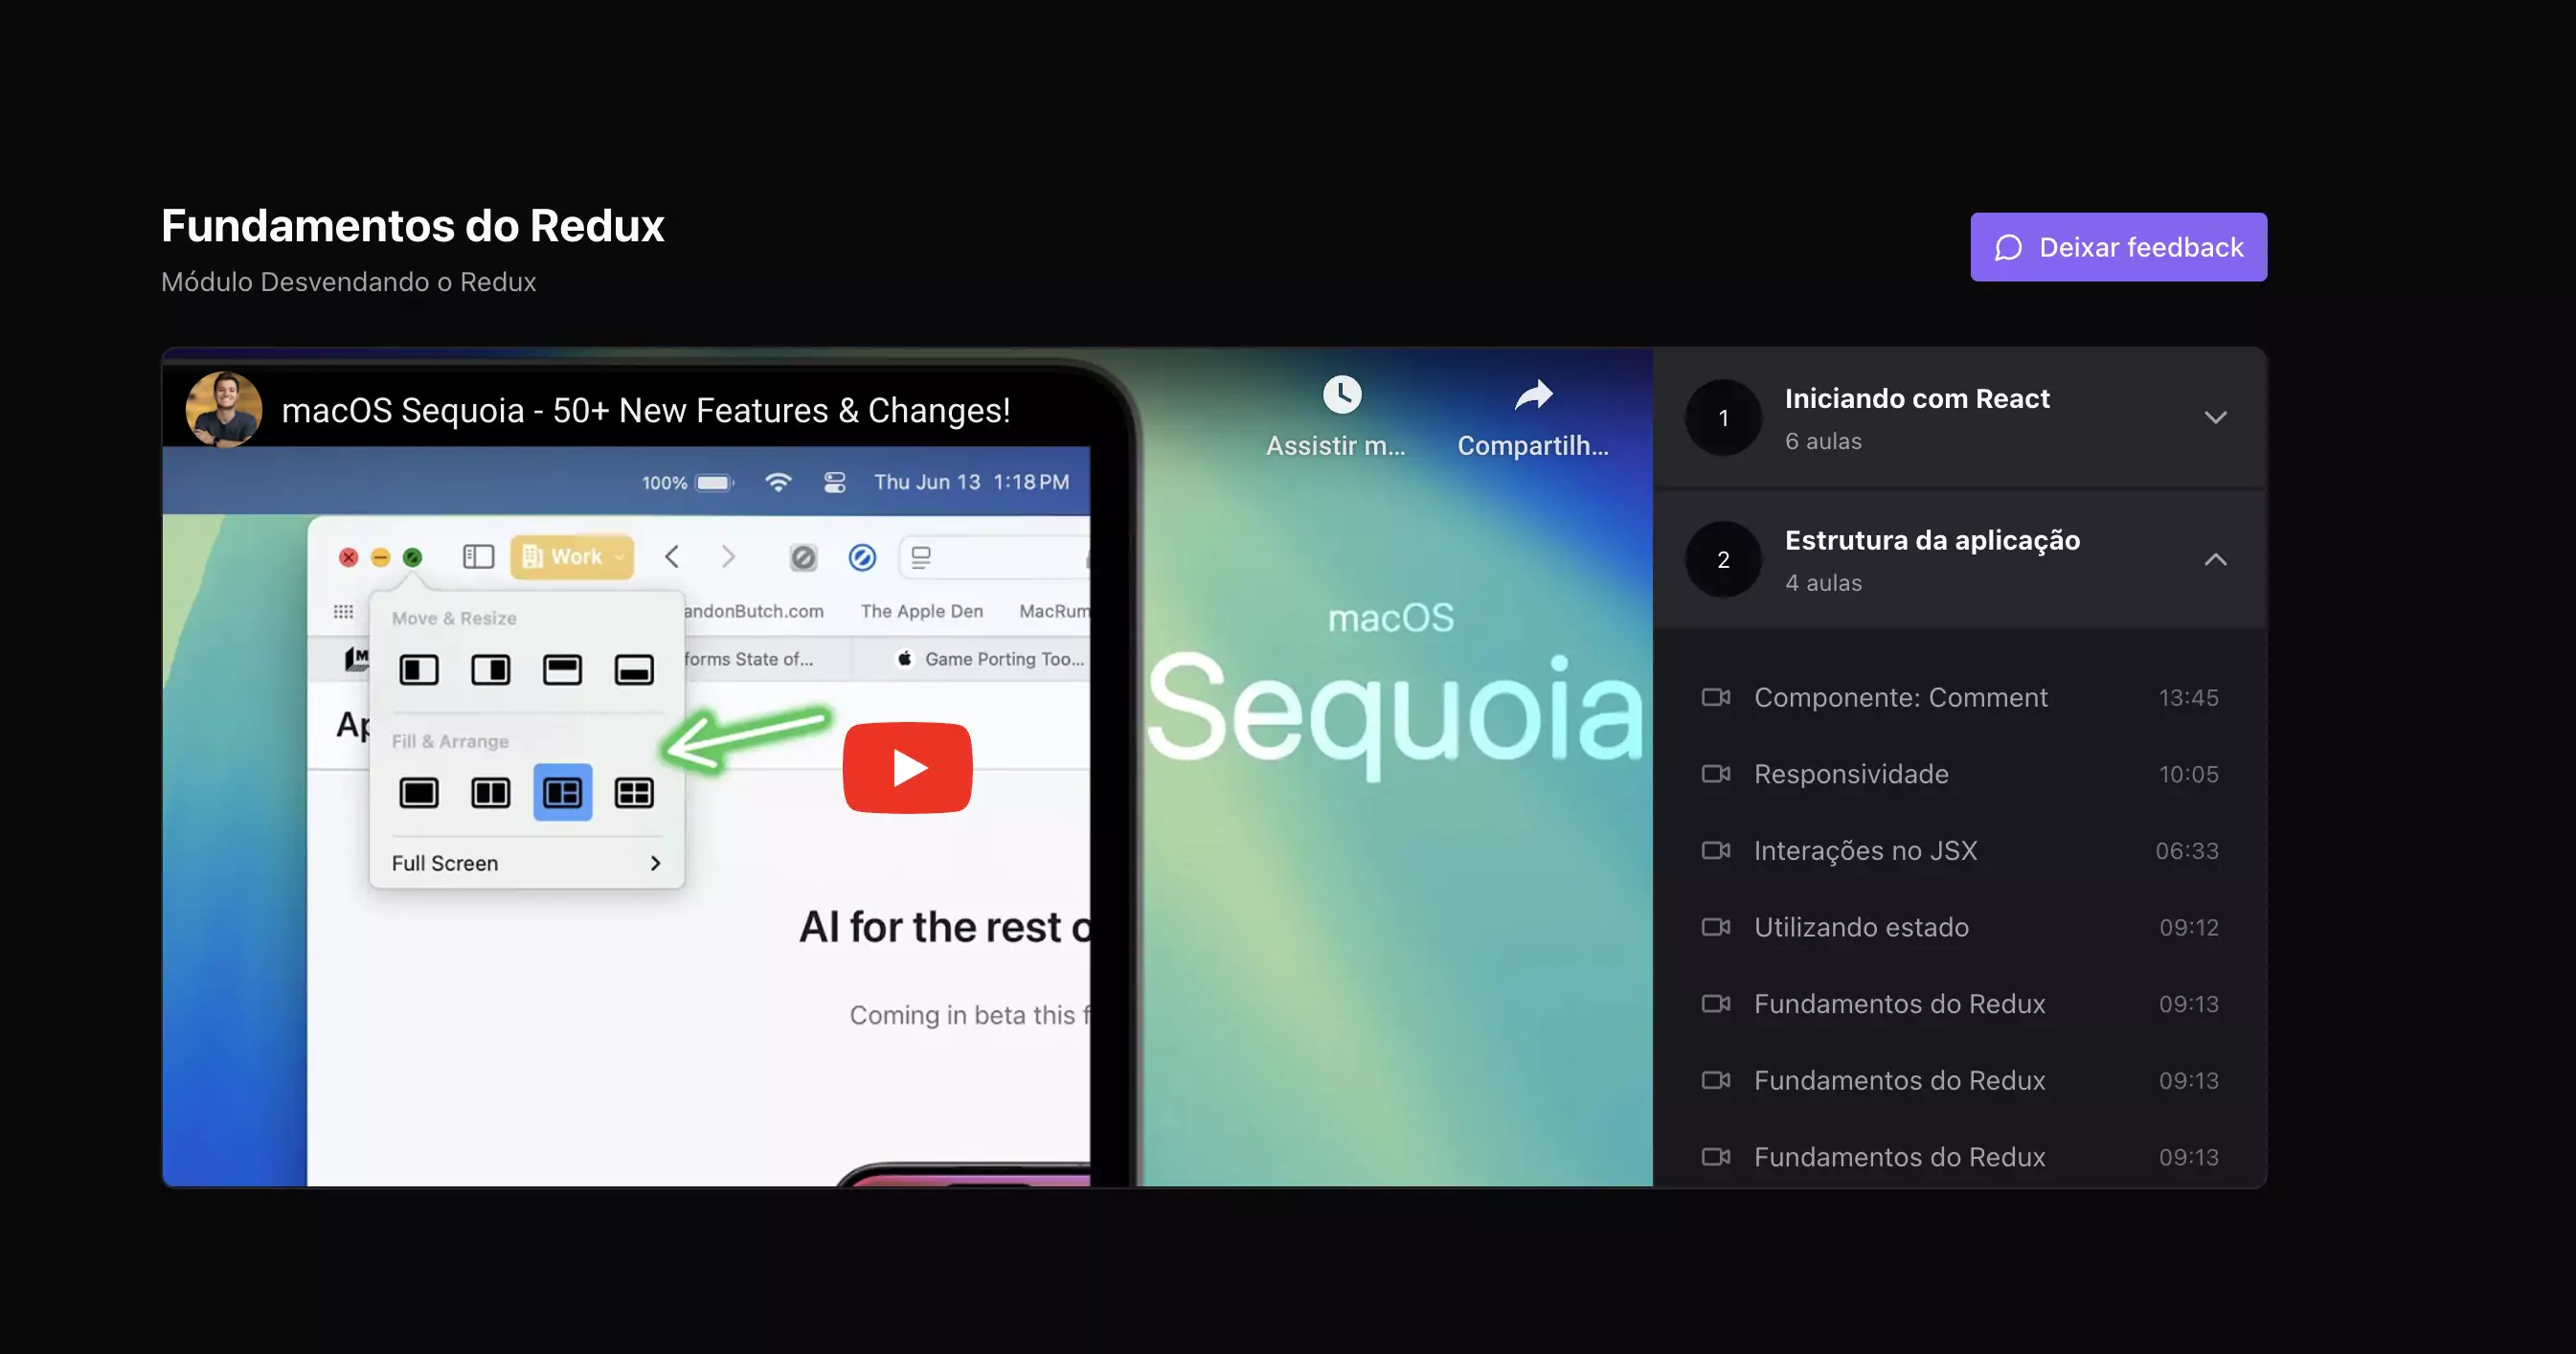 Fundamentos do Redux
Módulo Desvendando o Redux
Deixar feedback
macOS Sequoia - 50+ New Features & Changes!
Assistir m...
Compartilh...
100%
Thu Jun 13 1:18 PM
Work
andonButch.com
The Apple Den
MacRum
Move & Resize
forms State of...
Game Porting Too...
Ap
Fill & Arrange
Full Screen
AI for the rest o
Coming in beta this f
macOS
Sequoia
1
Iniciando com React
6 aulas
2
Estrutura da aplicação
4 aulas
Componente: Comment 13:45
Responsividade 10:05
Interações no JSX 06:33
Utilizando estado 09:12
Fundamentos do Redux 09:13
Fundamentos do Redux 09:13
Fundamentos do Redux 09:13